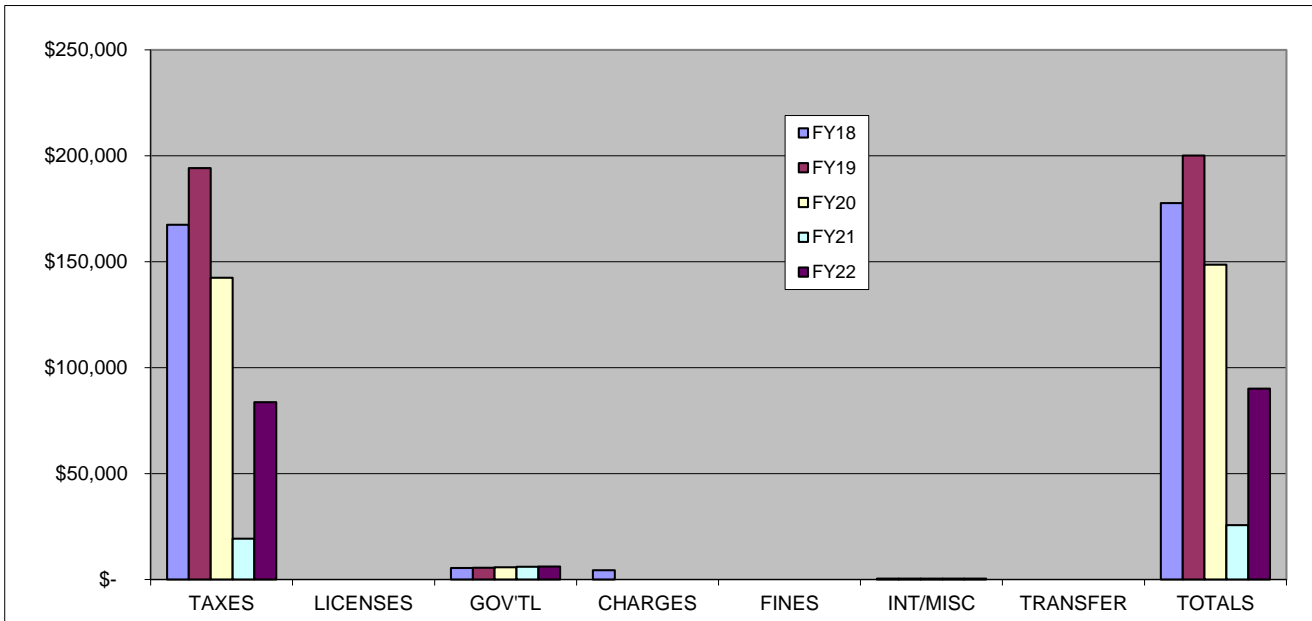 $250,000
$200,000
$150,000
$100,000
$50,000
$-
FY18
FY19
FY20
FY21
FY22
TAXES LICENSES GOV'TL CHARGES FINES INT/MISC TRANSFER TOTALS